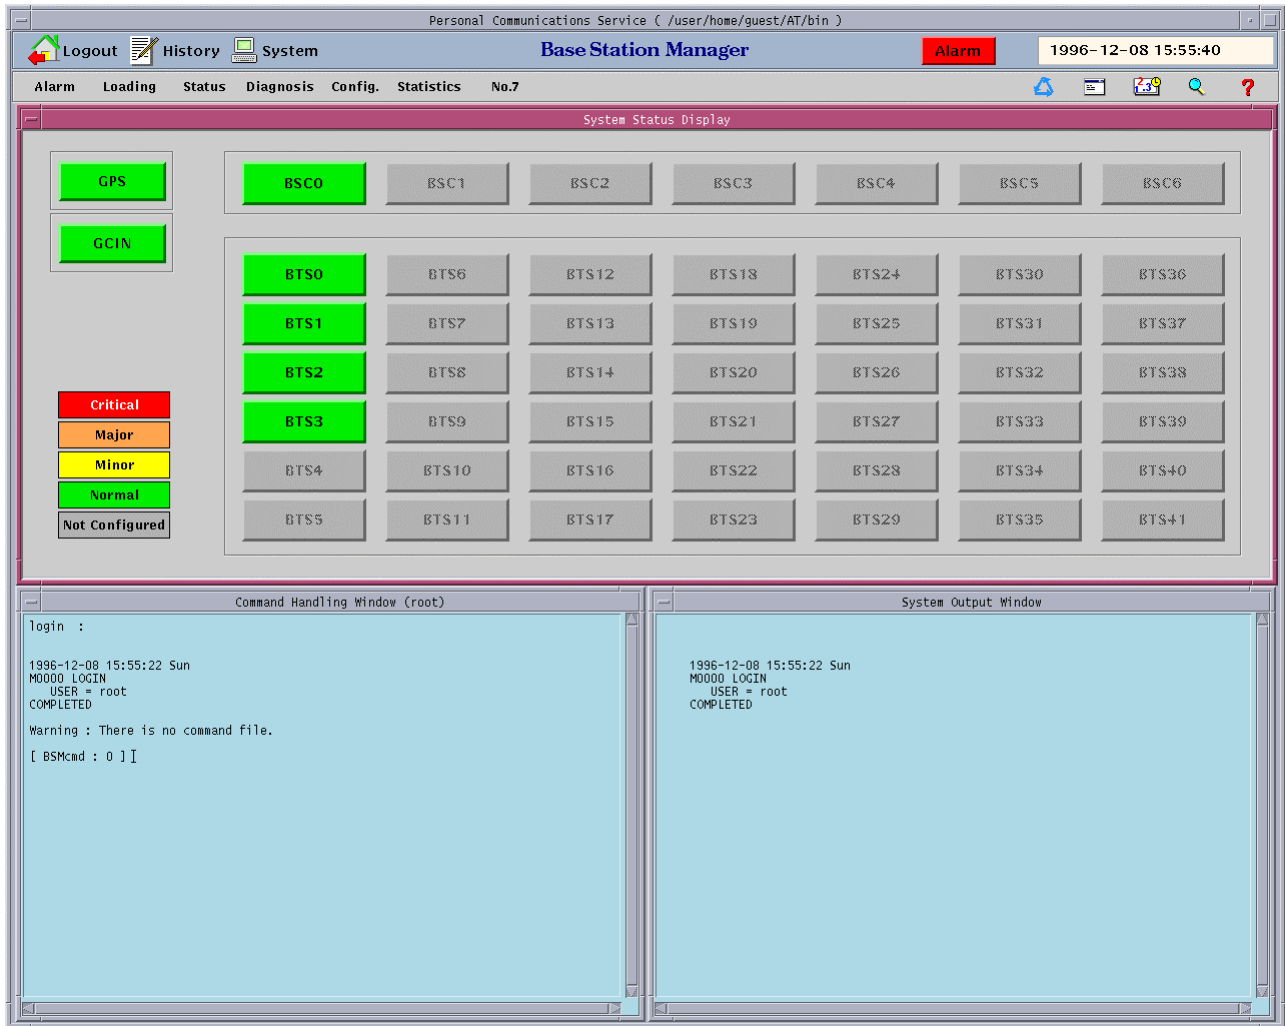 Personal Communications Service ( /user/home/guest/AT/bin )
Logout History System Base Station Manager Alarm 1996-12-08 15:55:40
Alarm Loading Status Diagnosis Config. Statistics No.7
System Status Display
GPS BSC0 BSC1 BSC2 BSC3 BSC4 BSC5 BSC6
GCIN
BTS0 BTS6 BTS12 BTS18 BTS24 BTS30 BTS36
BTS1 BTS7 BTS13 BTS19 BTS25 BTS31 BTS37
BTS2 BTS8 BTS14 BTS20 BTS26 BTS32 BTS38
Critical
BTS3 BTS9 BTS15 BTS21 BTS27 BTS33 BTS39
Major
Minor
BTS4 BTS10 BTS16 BTS22 BTS28 BTS34 BTS40
Normal
Not Configured
BTS5 BTS11 BTS17 BTS23 BTS29 BTS35 BTS41
Command Handling Window (root)
login :
1996-12-08 15:55:22 Sun
M0000 LOGIN
USER = root
COMPLETED
Warning : There is no command file.
[ BSMcmd : 0 ]
System Output Window
1996-12-08 15:55:22 Sun
M0000 LOGIN
USER = root
COMPLETED